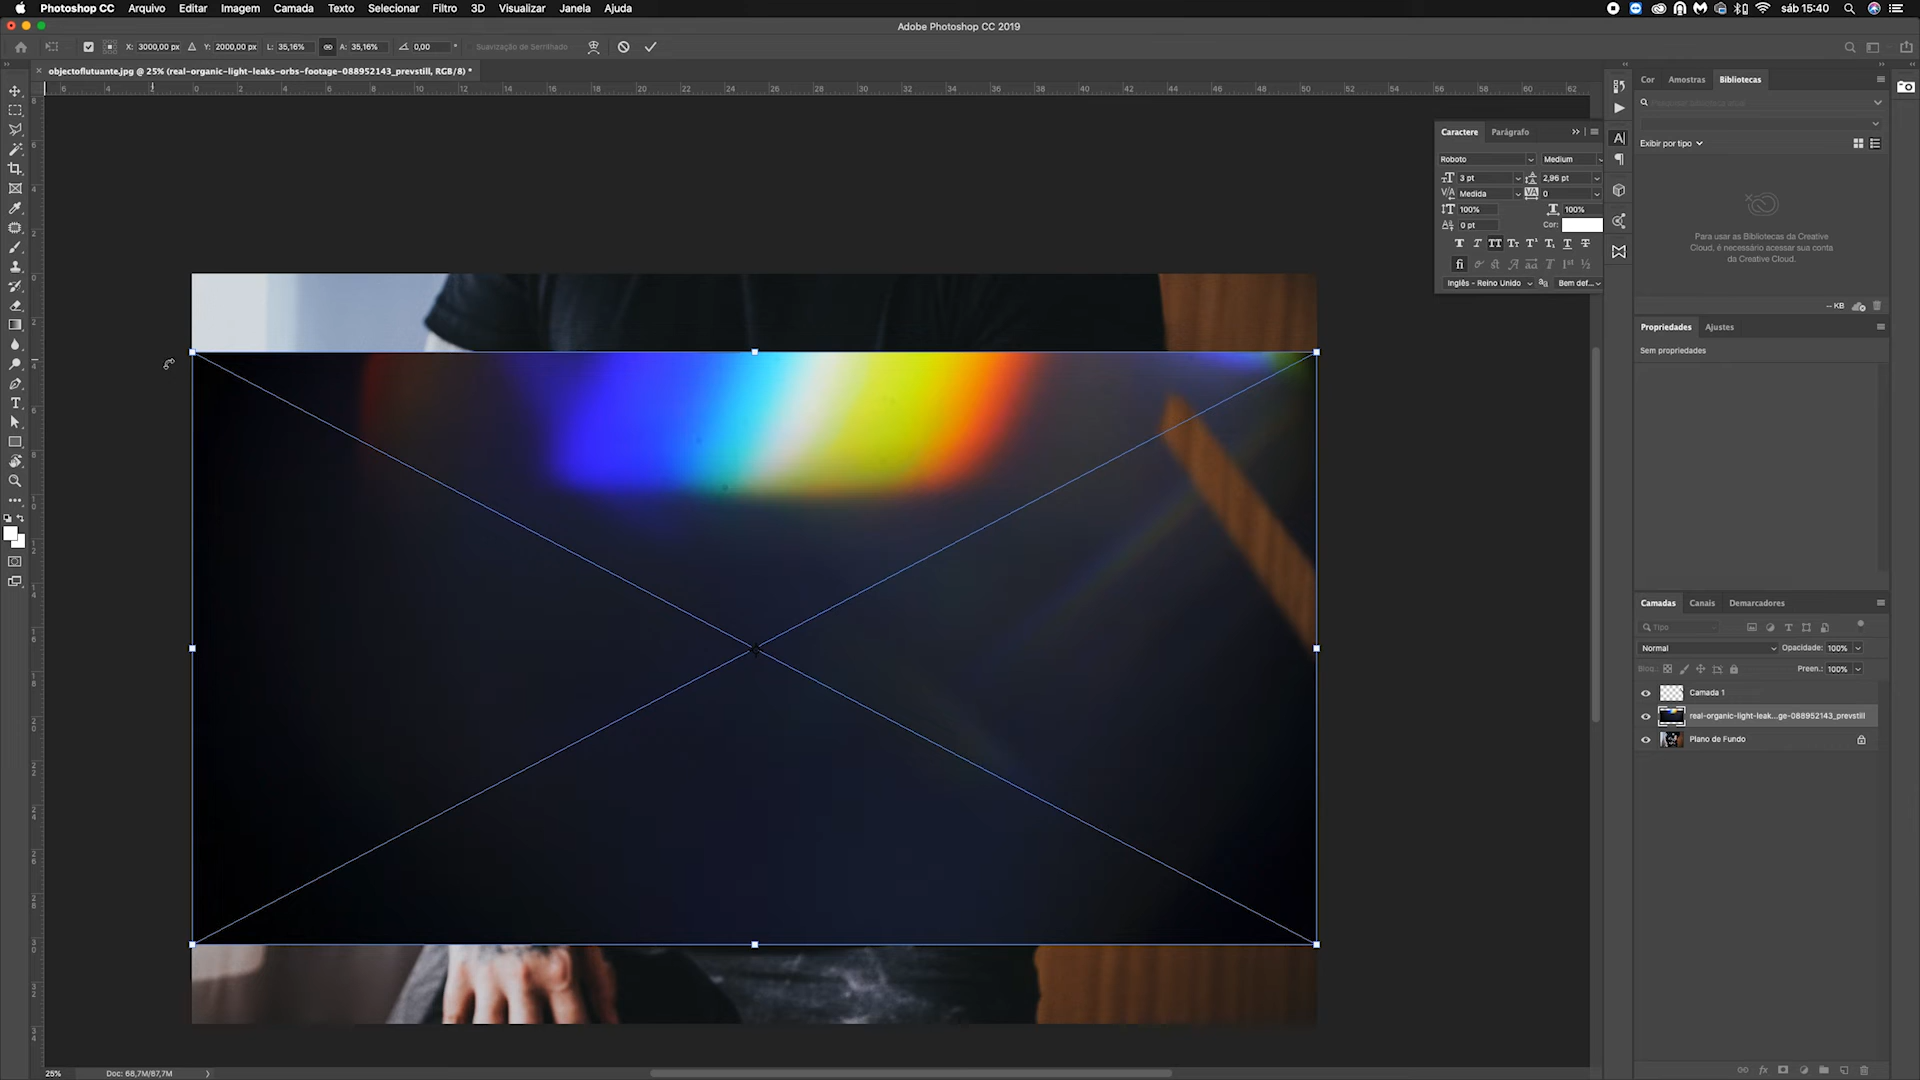 Photoshop CC Arquivo Editar Imagem Camada Texto Selecionar Filtro 3D Visualizar Janela Ajuda sáb 15:40
Adobe Photoshop CC 2019
X: 3000,00 px Y: 2000,00 px L: 35,16% A: 35,16% 0,00 ° Suavização de Serrilhado
objectoflutuante.jpg @ 25% (real-organic-light-leaks-orbs-footage-088952143_prevstill, RGB/8) *
Cor Amostras Bibliotecas
Exibir por tipo
Para usar as Bibliotecas da Creative
Cloud, é necessário acessar sua conta
da Creative Cloud.
-- KB
Caractere Parágrafo
Roboto Medium
3 pt 2,96 pt
Medida 0
100% 100%
0 pt Cor:
Inglês - Reino Unido Bem def...
Propriedades Ajustes
Sem propriedades
Camadas Canais Demarcadores
Tipo
Normal Opacidade: 100%
Bloq.: Preen.: 100%
Camada 1
real-organic-light-leak...ge-088952143_prevstill
Plano de Fundo
25% Doc: 68,7M/87,7M